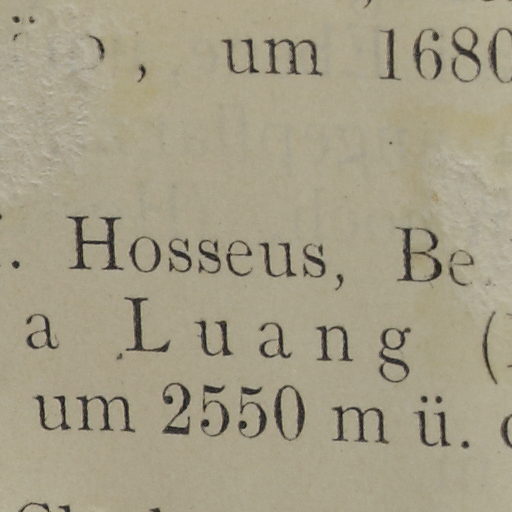 , um 1680
. Hosseus, Be
a Luang (
um 2550 m ü.